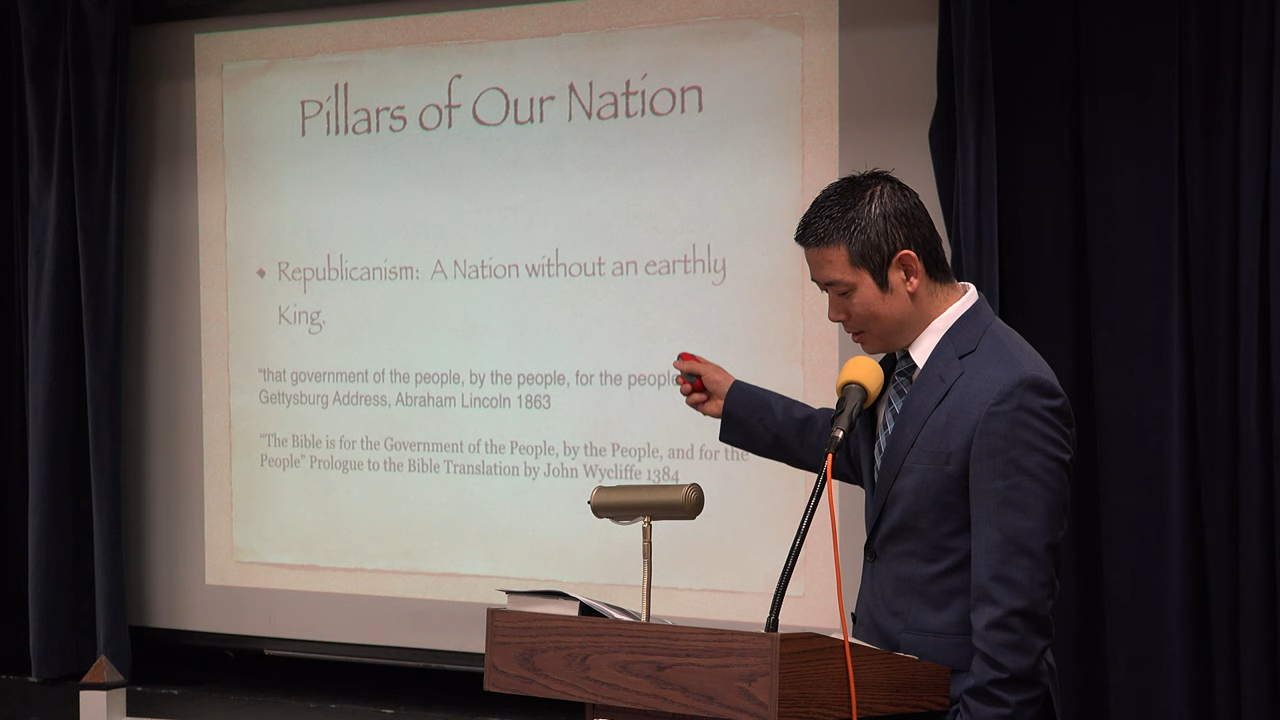 Pillars of Our Nation
Republicanism: A Nation without an earthly
King.
“that government of the people, by the people, for the people
Gettysburg Address, Abraham Lincoln 1863
“The Bible is for the Government of the People, by the People, and for the
People” Prologue to the Bible Translation by John Wycliffe 1384